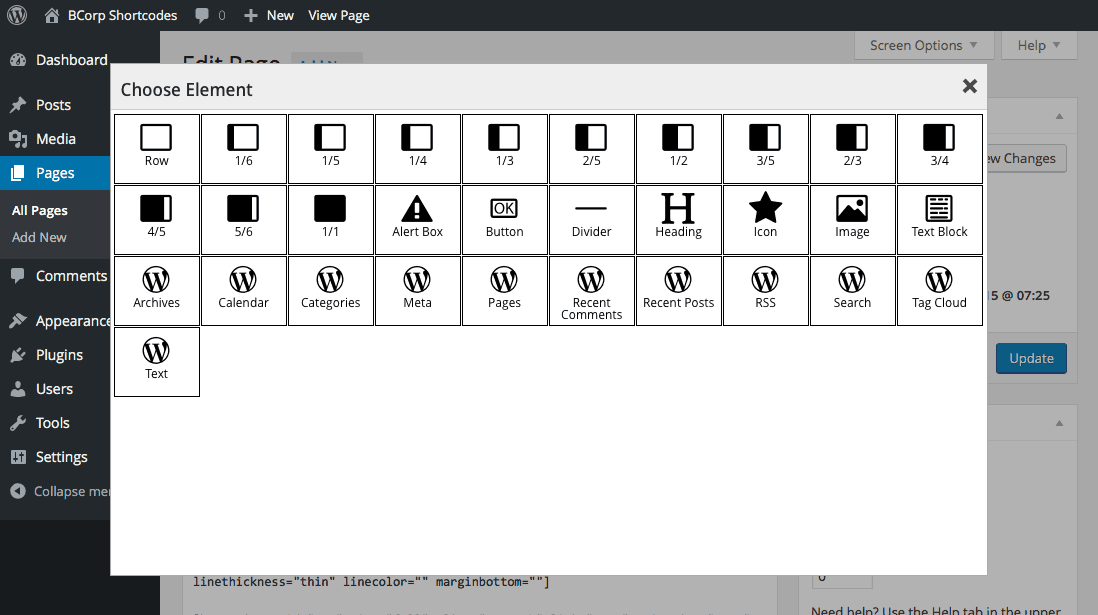 BCorp Shortcodes 0 New View Page
Dashboard
Posts
Media
Pages
All Pages
Add New
Comments
Appearance
Plugins
Users
Tools
Settings
Collapse me
Edit Page
Screen Options Help
Choose Element
Row 1/6 1/5 1/4 1/3 2/5 1/2 3/5 2/3 3/4
4/5 5/6 1/1 Alert Box OK Button Divider Heading Icon Image Text Block
Archives Calendar Categories Meta Pages Recent Comments Recent Posts RSS Search Tag Cloud
Text
ew Changes
5 @ 07:25
Update
linethickness="thin" linecolor="" marginbottom=""]
0
Need help? Use the Help tab in the upper